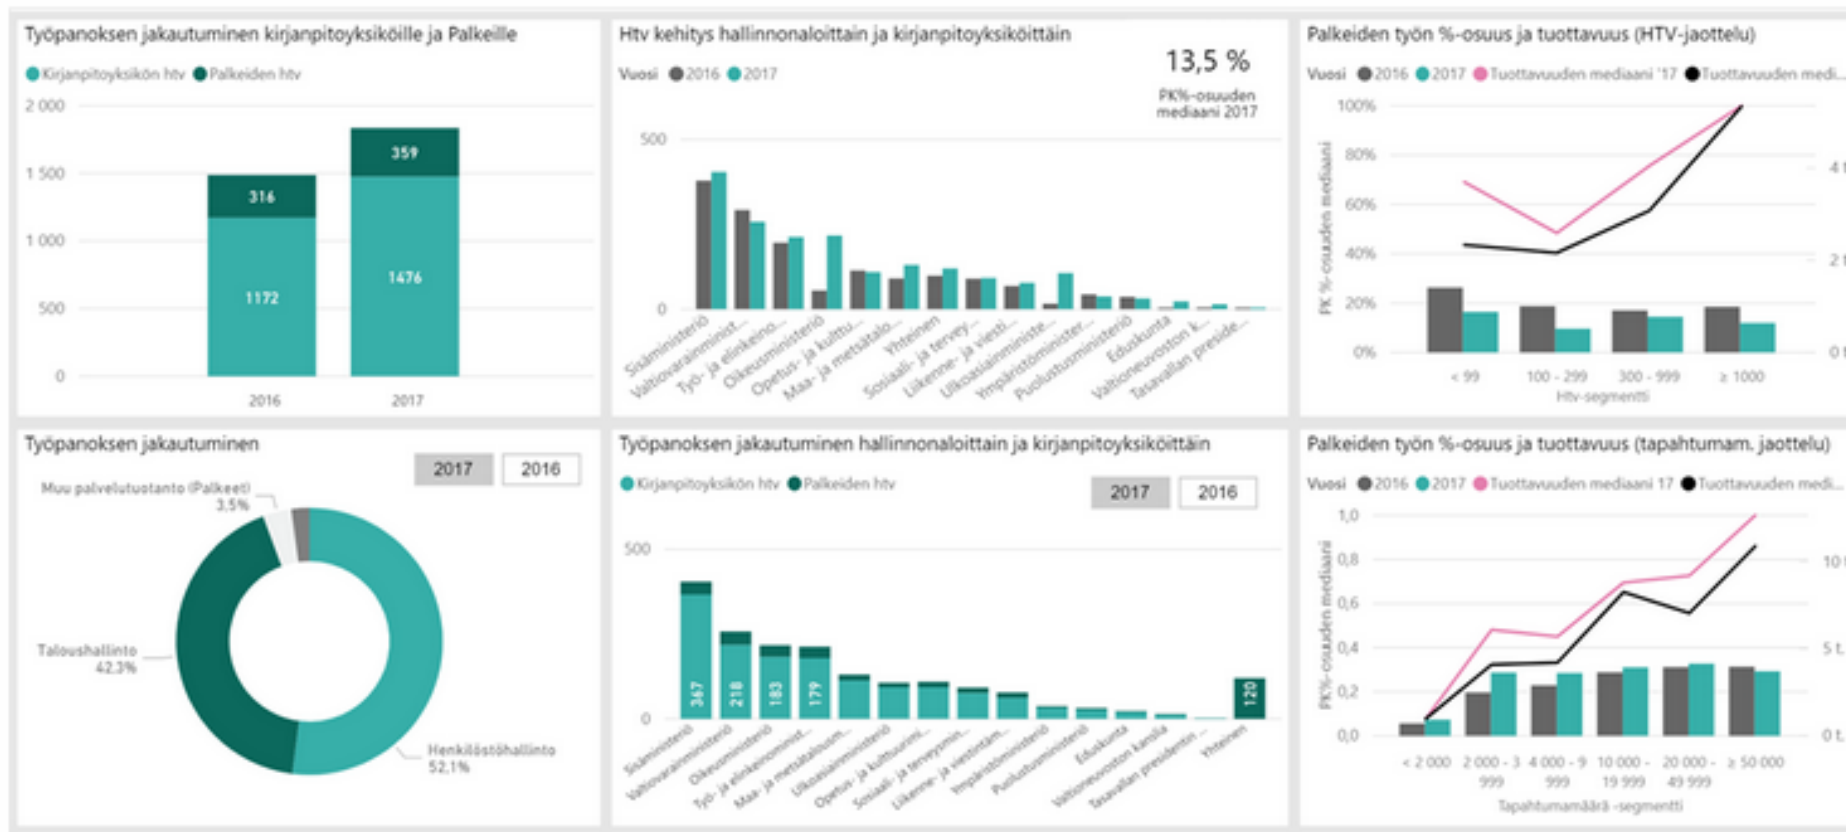 Työpanoksen jakautuminen kirjanpitoyksiköille ja Palkeille
Kirjanpitoyksikön htv Palkeiden htv
2 000
1 500
1 000
500
0
316
1172
359
1476
2016
2017
Htv kehitys hallinnonaloittain ja kirjanpitoyksiköittäin
Vuosi 2016 2017
13,5 %
PK%-osuuden
mediaani 2017
500
0
Sisäministeriö
Valtiovarainminist...
Työ- ja elinkeino...
Oikeusministeriö
Opetus- ja kulttu...
Maa- ja metsätalo...
Yhteinen
Sosiaali- ja tervey...
Liikenne- ja viesti...
Ulkoasiainministe...
Ympäristöminister...
Puolustusministeriö
Eduskunta
Valtioneuvoston k...
Tasavallan preside...
Palkeiden työn %-osuus ja tuottavuus (HTV-jaottelu)
Vuosi 2016 2017 Tuottavuuden mediaani '17 Tuottavuuden medi...
PK %-osuuden mediaani
100%
80%
60%
40%
20%
0%
4 t
2 t
0 t
< 99
100 - 299
300 - 999
≥ 1000
Htv-segmentti
Työpanoksen jakautuminen
2017
2016
Muu palvelutuotanto (Palkeet)
3,5%
Taloushallinto
42,3%
Henkilöstöhallinto
52,1%
Työpanoksen jakautuminen hallinnonaloittain ja kirjanpitoyksiköittäin
Kirjanpitoyksikön htv Palkeiden htv
2017
2016
500
0
367
218
183
179
120
Sisäministeriö
Valtiovarainministeriö
Oikeusministeriö
Työ- ja elinkeinominist...
Maa- ja metsätalousm...
Ulkoasiainministeriö
Opetus- ja kulttuurimi...
Sosiaali- ja terveysmin...
Liikenne- ja viestintäm...
Ympäristöministeriö
Puolustusministeriö
Eduskunta
Valtioneuvoston kanslia
Tasavallan presidentin ...
Yhteinen
Palkeiden työn %-osuus ja tuottavuus (tapahtumam. jaottelu)
Vuosi 2016 2017 Tuottavuuden mediaani 17 Tuottavuuden medi...
PK%-osuuden mediaani
1,0
0,8
0,6
0,4
0,2
0,0
10 t
5 t.
0 t.
< 2 000
2 000 - 3
999
4 000 - 9
999
10 000 -
19 999
20 000 -
49 999
≥ 50 000
Tapahtumamäärä -segmentti